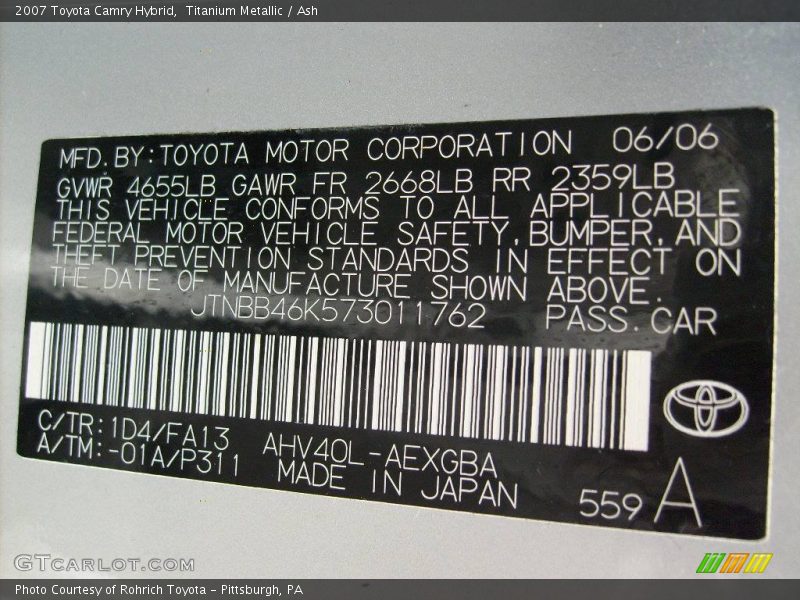 2007 Toyota Camry Hybrid,  Titanium Metallic / Ash
MFD. BY: TOYOTA MOTOR CORPORATION 06/06
GVWR 4655LB GAWR FR 2668LB RR 2359LB
THIS VEHICLE CONFORMS TO ALL APPLICABLE
FEDERAL MOTOR VEHICLE SAFETY, BUMPER, AND
THEFT PREVENTION STANDARDS IN EFFECT ON
THE DATE OF MANUFACTURE SHOWN ABOVE.
JTNBB46K573011762 PASS. CAR
C/TR: 1D4/FA13
A/TM: -01A/P311
AHV40L-AEXGBA
MADE IN JAPAN
559 A
GTCARLOT.COM
Photo Courtesy of Rohrich Toyota - Pittsburgh, PA